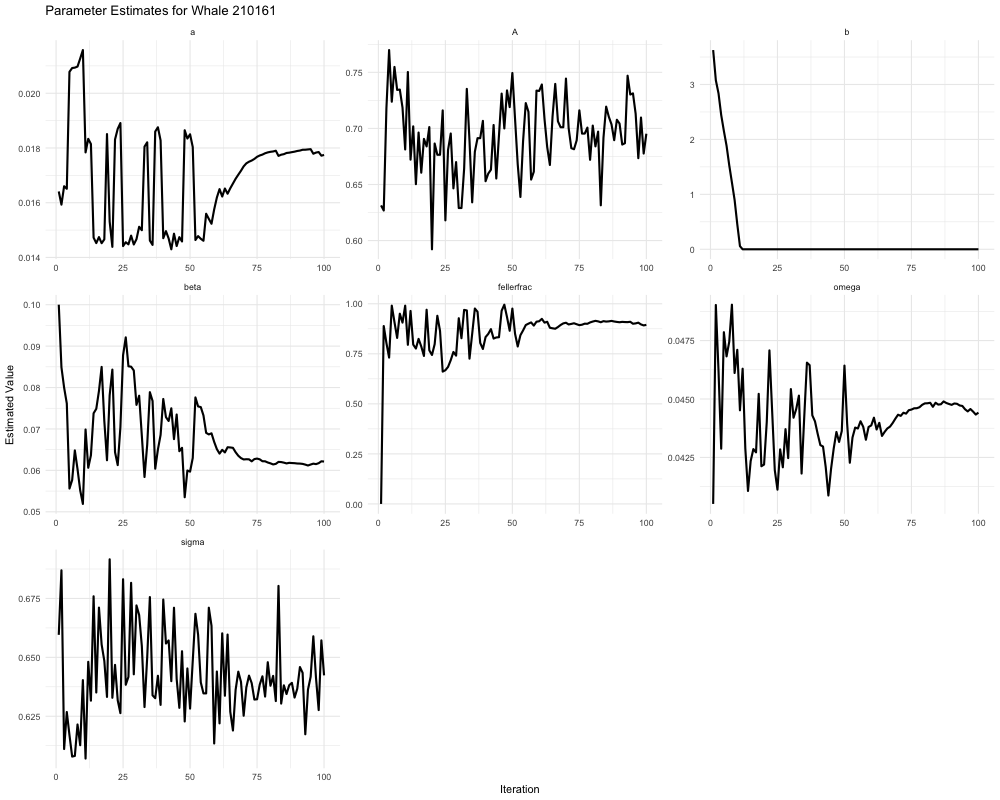 Parameter Estimates for Whale 210161
a
A
b
0.020
0.018
0.016
0.014
0 25 50 75 100
0.75
0.70
0.65
0.60
0 25 50 75 100
3
2
1
0
0 25 50 75 100
beta
fellerfrac
omega
Estimated Value
0.10
0.09
0.08
0.07
0.06
0.05
0 25 50 75 100
1.00
0.75
0.50
0.25
0.00
0 25 50 75 100
0.0475
0.0450
0.0425
0 25 50 75 100
sigma
0.675
0.650
0.625
0 25 50 75 100
Iteration